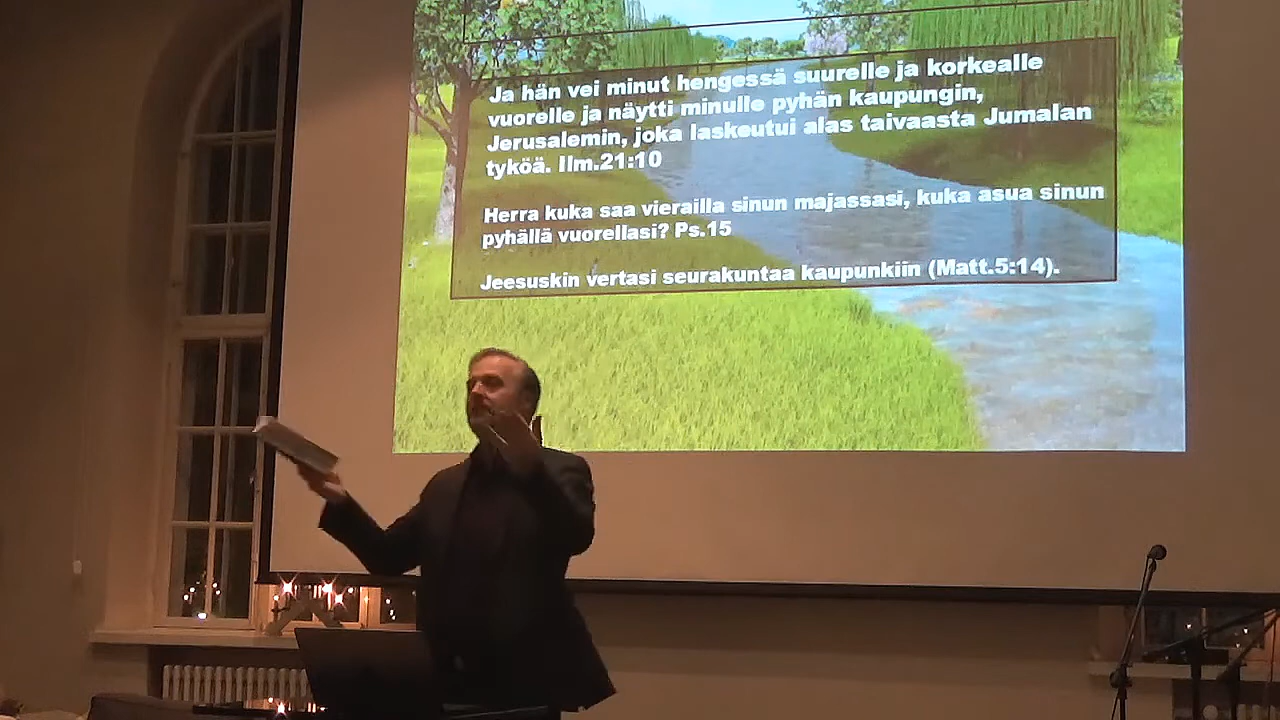 Ja hän vei minut hengessä suurelle ja korkealle
vuorelle ja näytti minulle pyhän kaupungin,
Jerusalemin, joka laskeutui alas taivaasta Jumalan
tyköä. Ilm.21:10
Herra kuka saa vierailla sinun majassasi, kuka asua sinun
pyhällä vuorellasi? Ps.15
Jeesuskin vertasi seurakuntaa kaupunkiin (Matt.5:14).